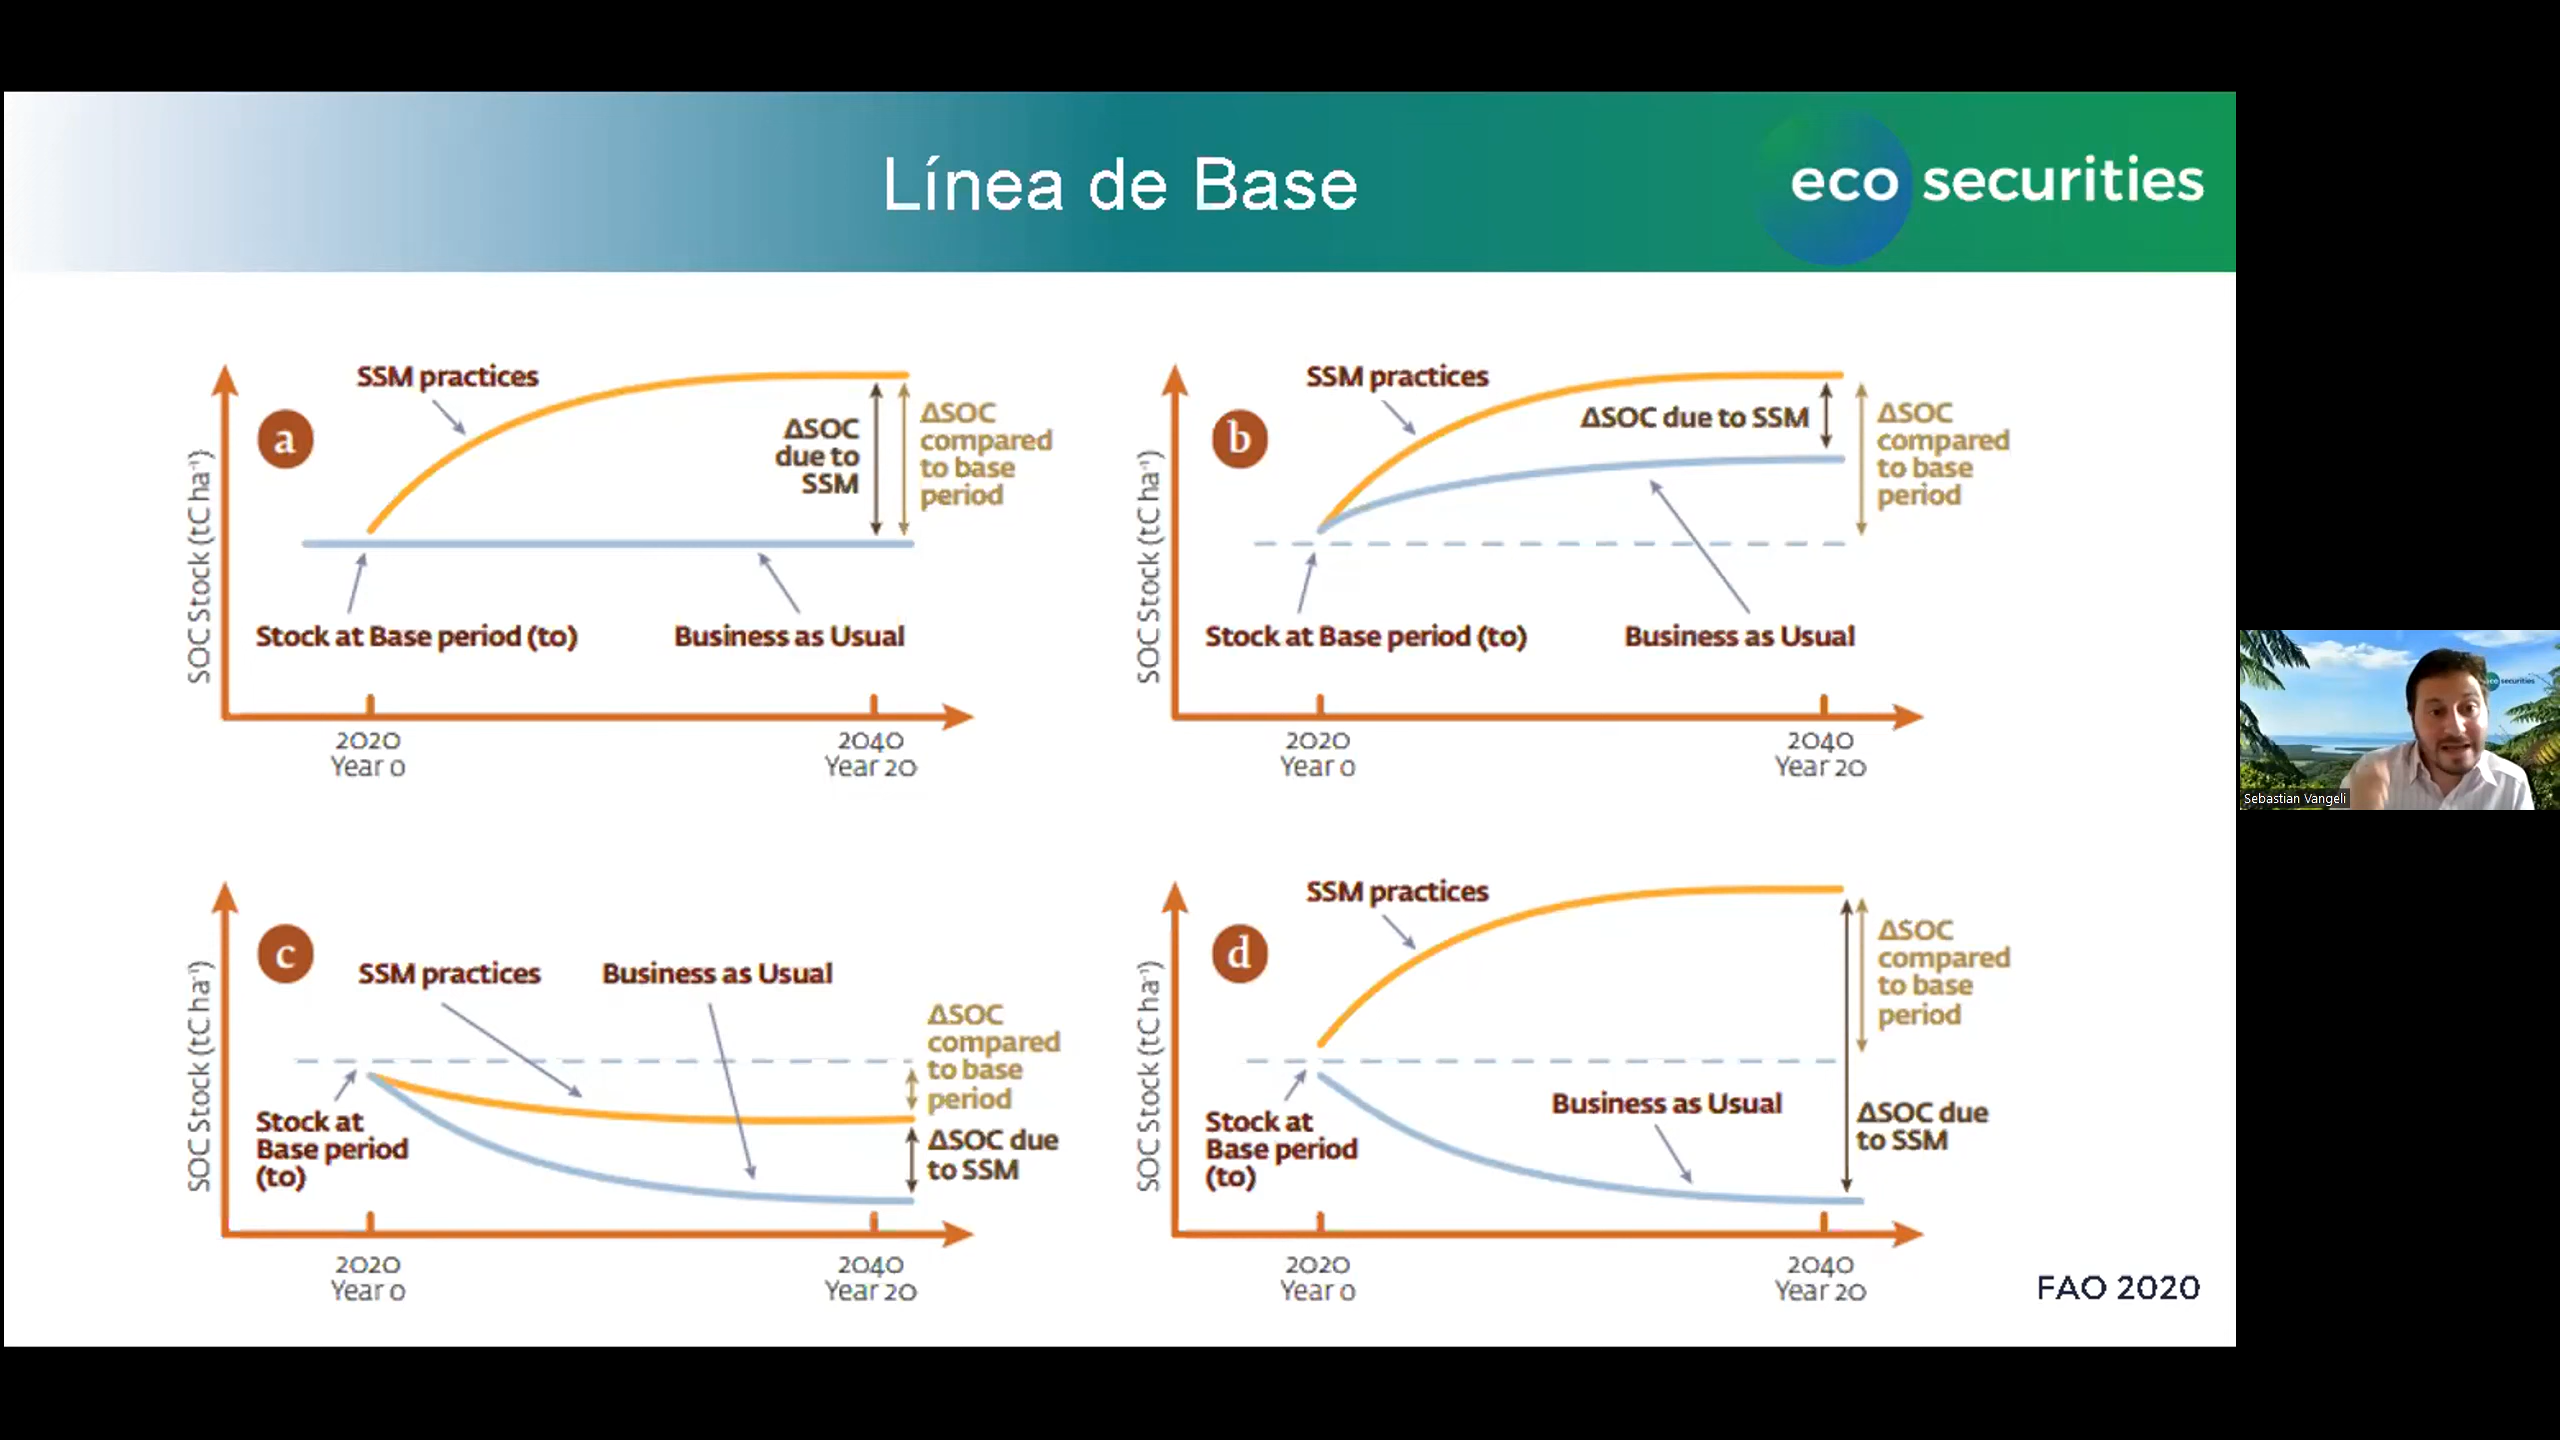 Línea de Base
eco securities
SSM practices
a
ΔSOC
due to
SSM
ΔSOC
compared
to base
period
SOC Stock (tC ha⁻¹)
Stock at Base period (to)
Business as Usual
2020
Year 0
2040
Year 20
SSM practices
b
ΔSOC due to SSM
ΔSOC
compared
to base
period
SOC Stock (tC ha⁻¹)
Stock at Base period (to)
Business as Usual
2020
Year 0
2040
Year 20
c
SSM practices
Business as Usual
ΔSOC
compared
to base
period
ΔSOC due
to SSM
SOC Stock (tC ha⁻¹)
Stock at
Base period
(to)
2020
Year 0
2040
Year 20
SSM practices
d
ΔSOC
compared
to base
period
Business as Usual
ΔSOC due
to SSM
SOC Stock (tC ha⁻¹)
Stock at
Base period
(to)
2020
Year 0
2040
Year 20
FAO 2020
eco securities
Sebastian Vangeli